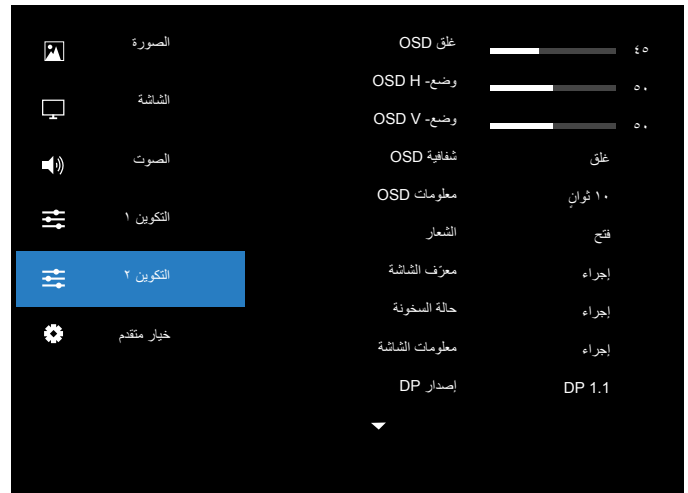 الصورة
الشاشة
الصوت
التكوين ١
التكوين ٢
خيار متقدم
غلق OSD ٤٥
وضع- OSD H ٥٠
وضع- OSD V ٥٠
شفافية OSD غلق
معلومات OSD ١٠ ثوانٍ
الشعار فتح
معرّف الشاشة إجراء
حالة السخونة إجراء
معلومات الشاشة إجراء
إصدار DP DP 1.1